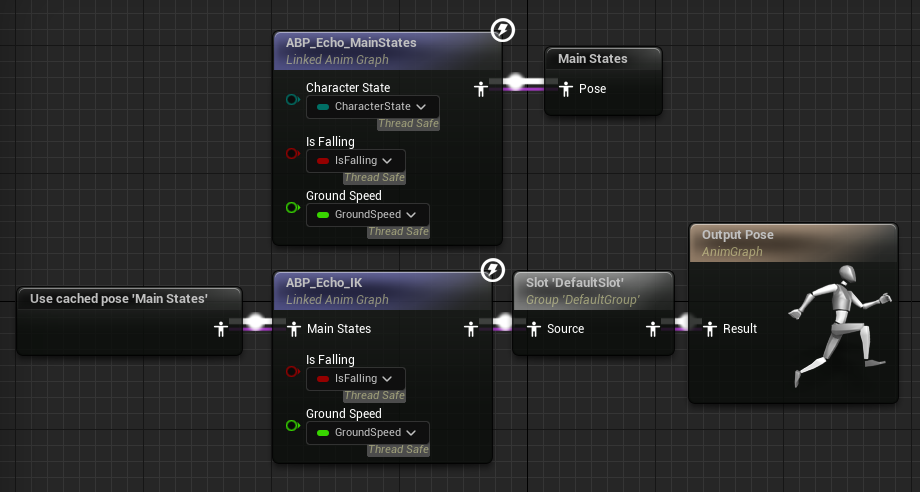 ABP_Echo_MainStates
Linked Anim Graph
Character State
CharacterState
Thread Safe
Is Falling
IsFalling
Thread Safe
Ground Speed
GroundSpeed
Thread Safe
Main States
Pose
Use cached pose 'Main States'
ABP_Echo_IK
Linked Anim Graph
Main States
Is Falling
IsFalling
Thread Safe
Ground Speed
GroundSpeed
Thread Safe
Slot 'DefaultSlot'
Group 'DefaultGroup'
Source
Output Pose
AnimGraph
Result